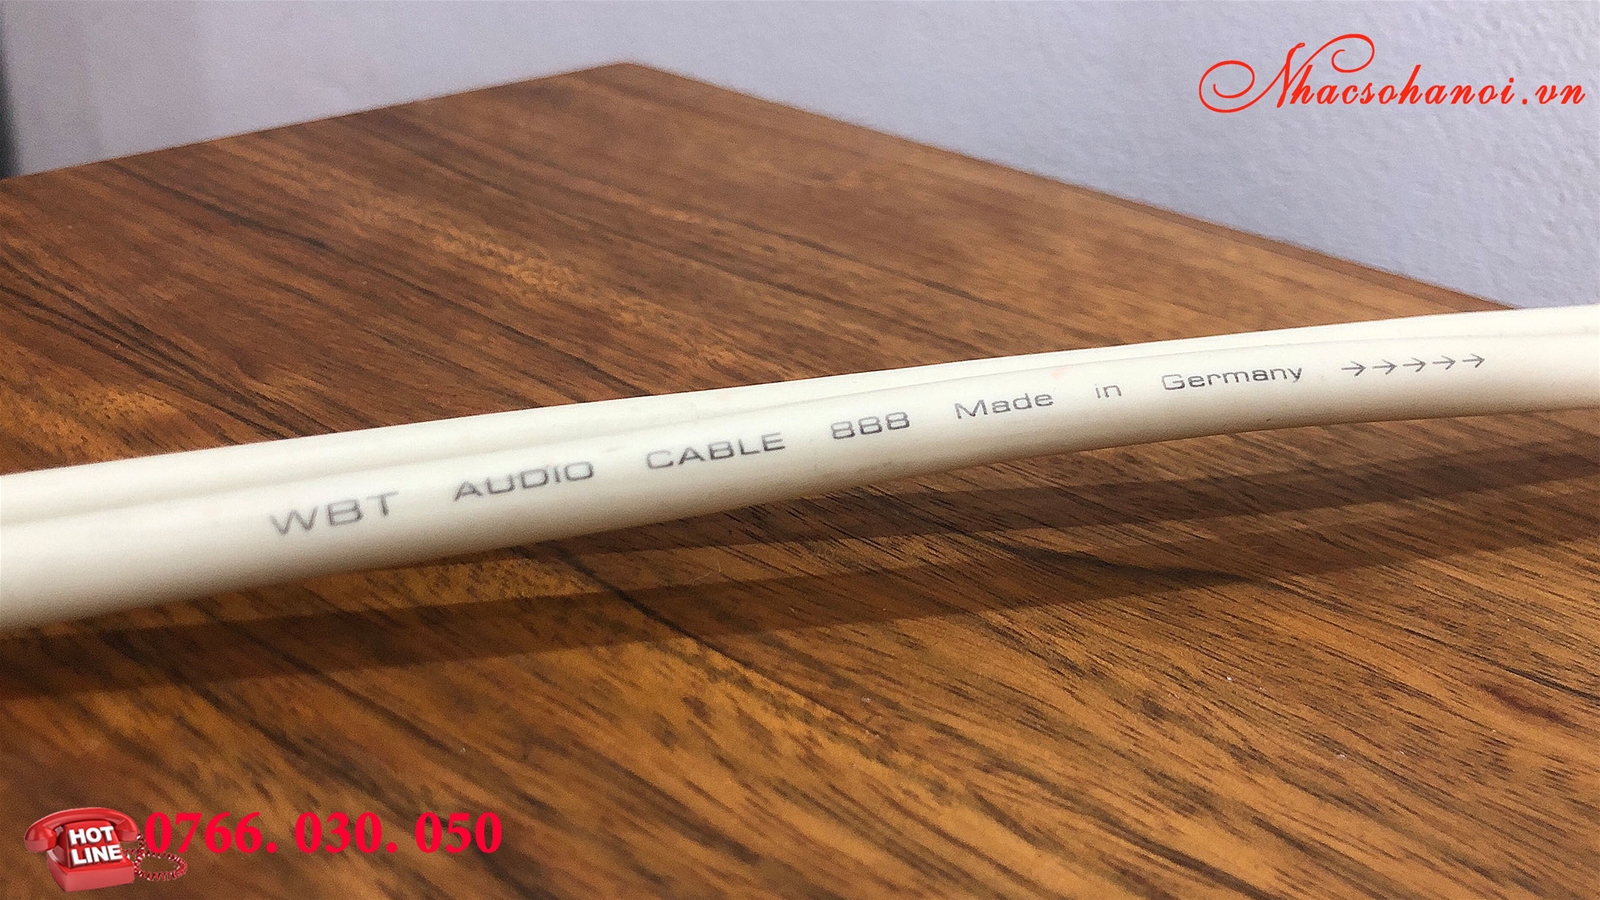 Nhacsohanoi.vn
WBT AUDIO CABLE 888 Made in Germany →→→→→
HOT
LINE
0766. 030. 050